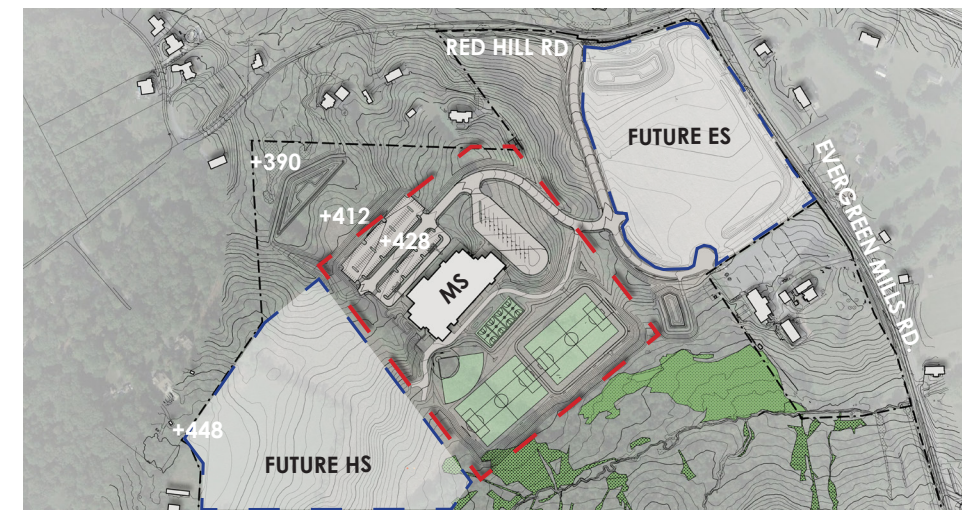 RED HILL RD
FUTURE ES
EVERGREEN MILLS RD.
+390
+412
+428
MS
+448
FUTURE HS